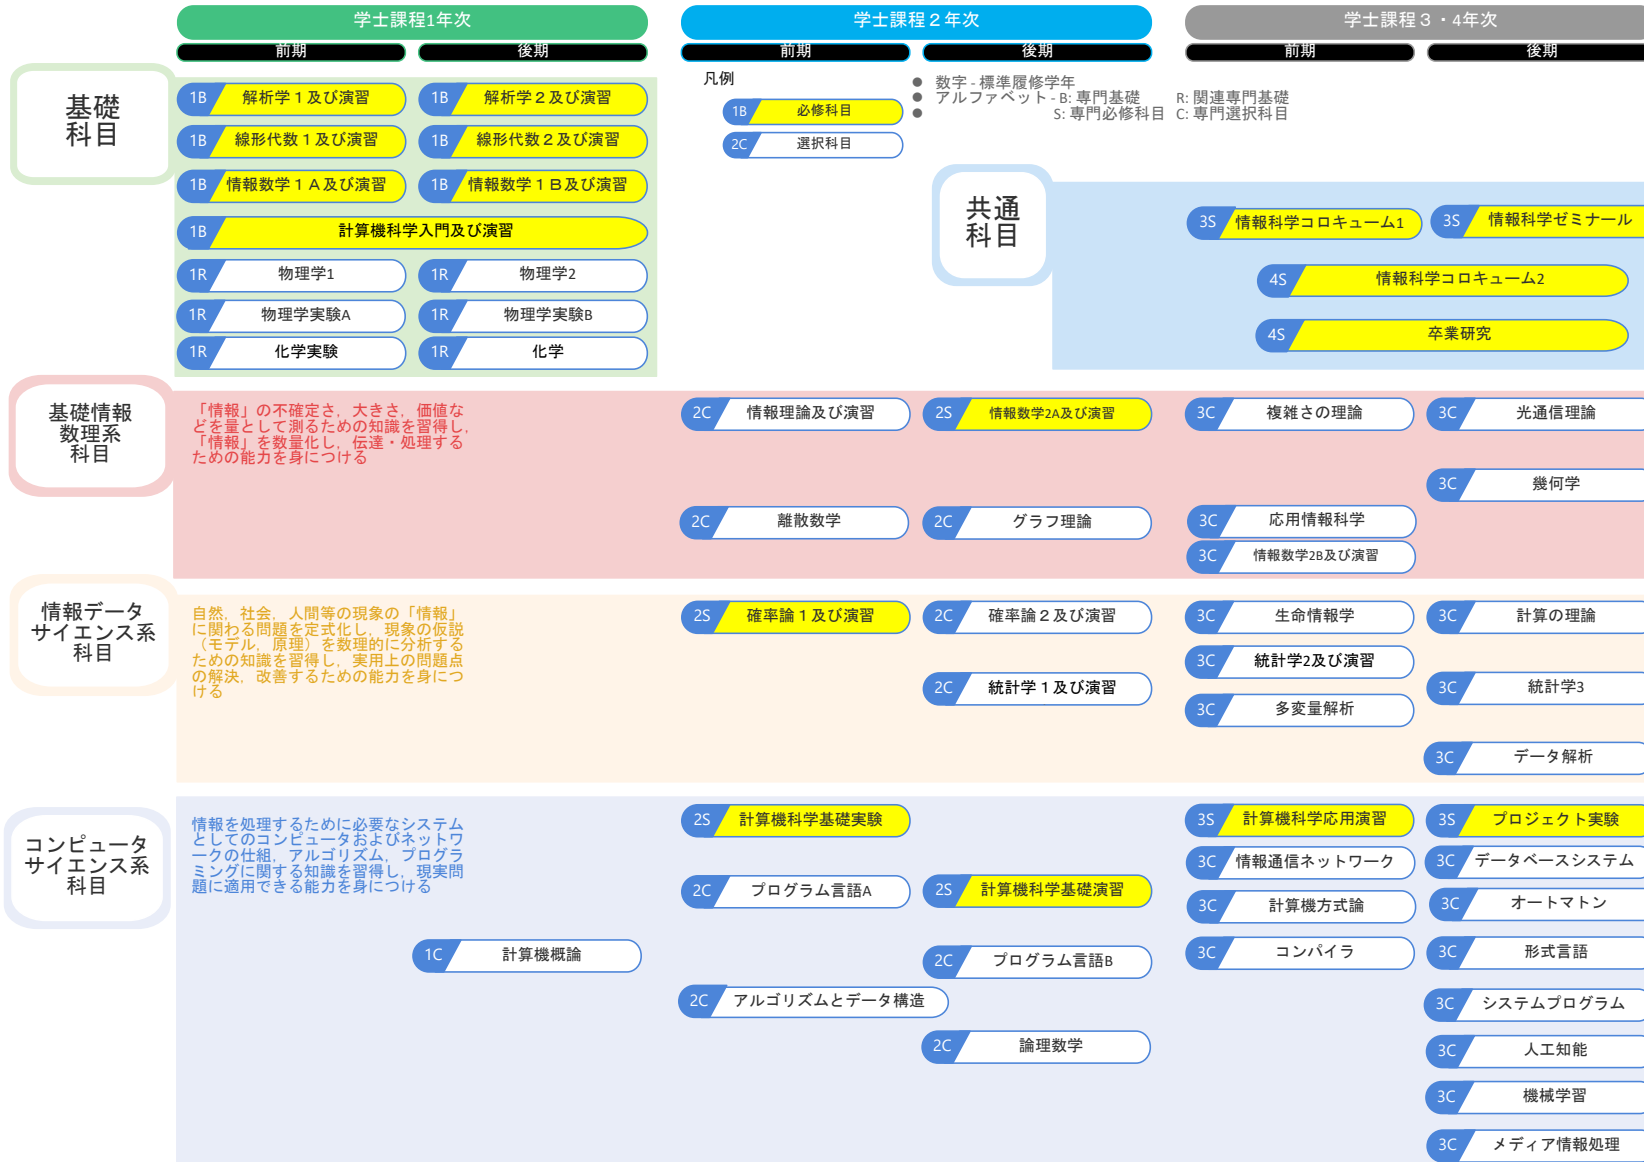 学士課程1年次
学士課程２年次
学士課程３・4年次
前期
後期
前期
後期
前期
後期
基礎
科目
1B 解析学１及び演習
1B 解析学２及び演習
1B 線形代数１及び演習
1B 線形代数２及び演習
1B 情報数学１Ａ及び演習
1B 情報数学１Ｂ及び演習
1B 計算機科学入門及び演習
1R 物理学1
1R 物理学2
1R 物理学実験A
1R 物理学実験B
1R 化学実験
1R 化学
凡例
1B 必修科目
2C 選択科目
● 数字 - 標準履修学年
● アルファベット - B: 専門基礎 R: 関連専門基礎
● S: 専門必修科目 C: 専門選択科目
共通
科目
3S 情報科学コロキューム1
3S 情報科学ゼミナール
4S 情報科学コロキューム2
4S 卒業研究
基礎情報
数理系
科目
「情報」の不確定さ，大きさ，価値な
どを量として測るための知識を習得し，
「情報」を数量化し，伝達・処理する
ための能力を身につける
2C 情報理論及び演習
2S 情報数学2A及び演習
3C 複雑さの理論
3C 光通信理論
3C 幾何学
2C 離散数学
2C グラフ理論
3C 応用情報科学
3C 情報数学2B及び演習
情報データ
サイエンス系
科目
自然，社会，人間等の現象の「情報」
に関わる問題を定式化し，現象の仮説
（モデル，原理）を数理的に分析する
ための知識を習得し，実用上の問題点
の解決，改善するための能力を身につ
ける
2S 確率論１及び演習
2C 確率論２及び演習
3C 生命情報学
3C 計算の理論
3C 統計学2及び演習
2C 統計学１及び演習
3C 統計学3
3C 多変量解析
3C データ解析
コンピュータ
サイエンス系
科目
情報を処理するために必要なシステム
としてのコンピュータおよびネットワ
ークの仕組，アルゴリズム，プログラ
ミングに関する知識を習得し，現実問
題に適用できる能力を身につける
2S 計算機科学基礎実験
3S 計算機科学応用演習
3S プロジェクト実験
3C 情報通信ネットワーク
3C データベースシステム
2C プログラム言語A
2S 計算機科学基礎演習
3C 計算機方式論
3C オートマトン
1C 計算機概論
2C プログラム言語B
3C コンパイラ
3C 形式言語
2C アルゴリズムとデータ構造
3C システムプログラム
2C 論理数学
3C 人工知能
3C 機械学習
3C メディア情報処理